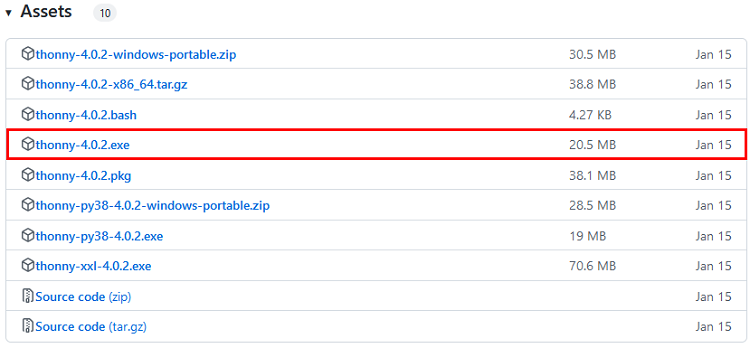 Assets 10
thonny-4.0.2-windows-portable.zip 30.5 MB Jan 15
thonny-4.0.2-x86_64.tar.gz 38.8 MB Jan 15
thonny-4.0.2.bash 4.27 KB Jan 15
thonny-4.0.2.exe 20.5 MB Jan 15
thonny-4.0.2.pkg 38.1 MB Jan 15
thonny-py38-4.0.2-windows-portable.zip 28.5 MB Jan 15
thonny-py38-4.0.2.exe 19 MB Jan 15
thonny-xxl-4.0.2.exe 70.6 MB Jan 15
Source code (zip) Jan 15
Source code (tar.gz) Jan 15